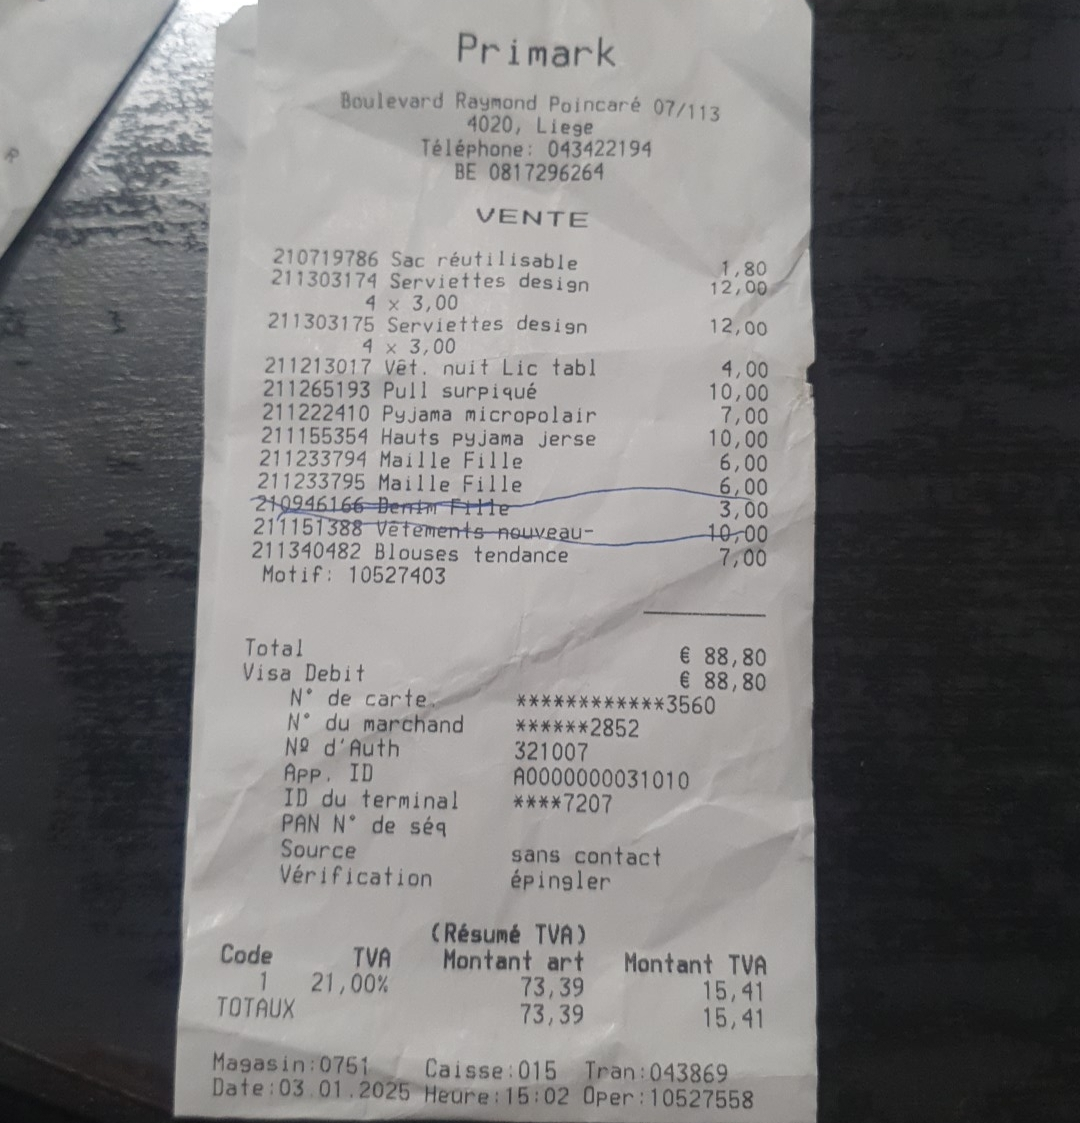 Primark
Boulevard Raymond Poincaré 07/113
4020, Liege
Téléphone: 043422194
BE 0817296264
VENTE
210719786 Sac réutilisable 1,80
211303174 Serviettes design 12,00
4 x 3,00
211303175 Serviettes design 12,00
4 x 3,00
211213017 Vêt. nuit Lic tabl 4,00
211265193 Pull surpiqué 10,00
211222410 Pyjama micropolair 7,00
211155354 Hauts pyjama jerse 10,00
211233794 Maille Fille 6,00
211233795 Maille Fille 6,00
210946166 Denim Fille 3,00
211151388 Vêtements nouveau- 10,00
211340482 Blouses tendance 7,00
Motif: 10527403
Total € 88,80
Visa Debit € 88,80
N° de carte. ************3560
N° du marchand ******2852
Nº d'Auth 321007
App. ID A0000000031010
ID du terminal ****7207
PAN N° de séq
Source sans contact
Vérification épingler
(Résumé TVA)
Code TVA Montant art Montant TVA
1 21,00% 73,39 15,41
TOTAUX 73,39 15,41
Magasin:0751 Caisse:015 Tran:043869
Date:03.01.2025 Heure:15:02 Oper:10527558